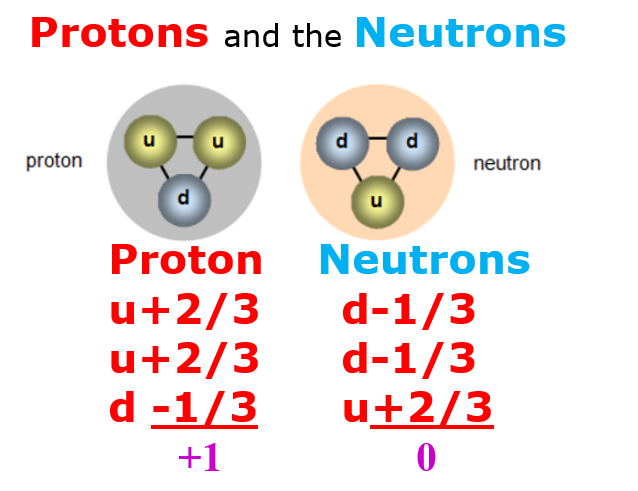 Protons and the Neutrons
proton
u u
d
d d
u
neutron
Proton
u+2/3
u+2/3
d -1/3
+1
Neutrons
d-1/3
d-1/3
u+2/3
0